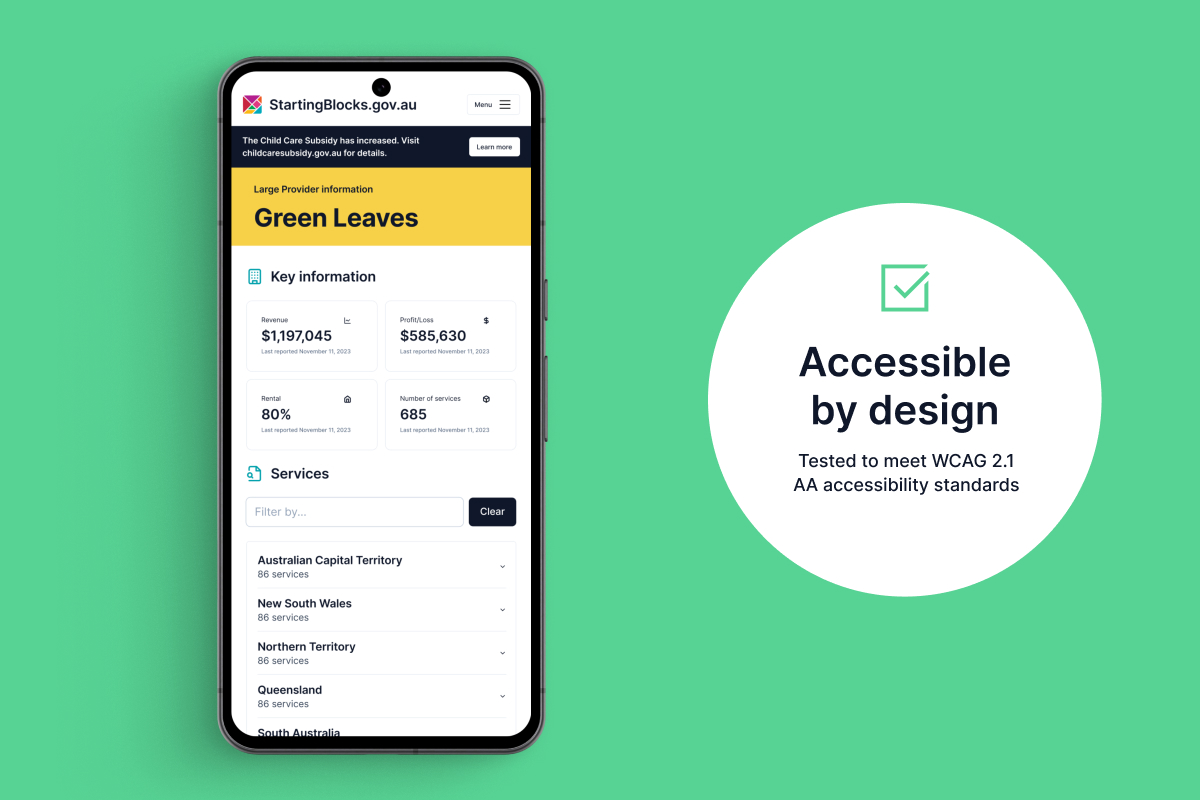 StartingBlocks.gov.au
Menu
The Child Care Subsidy has increased. Visit
childcaresubsidy.gov.au for details.
Learn more
Large Provider information
Green Leaves
Key information
Revenue
$1,197,045
Last reported November 11, 2023
Profit/Loss
$585,630
Last reported November 11, 2023
Rental
80%
Last reported November 11, 2023
Number of services
685
Last reported November 11, 2023
Services
Filter by...
Clear
Australian Capital Territory
86 services
New South Wales
86 services
Northern Territory
86 services
Queensland
86 services
South Australia
Accessible
by design
Tested to meet WCAG 2.1
AA accessibility standards